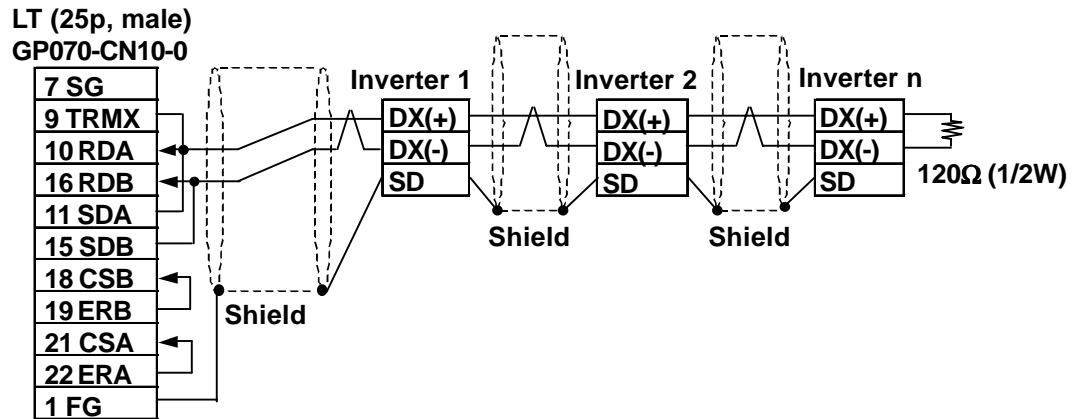 LT (25p, male)
GP070-CN10-0
7 SG
9 TRMX
10 RDA
16 RDB
11 SDA
15 SDB
18 CSB
19 ERB
21 CSA
22 ERA
1 FG
Shield
Inverter 1
DX(+)
DX(-)
SD
Shield
Inverter 2
DX(+)
DX(-)
SD
Shield
Inverter n
DX(+)
DX(-)
SD
120Ω (1/2W)